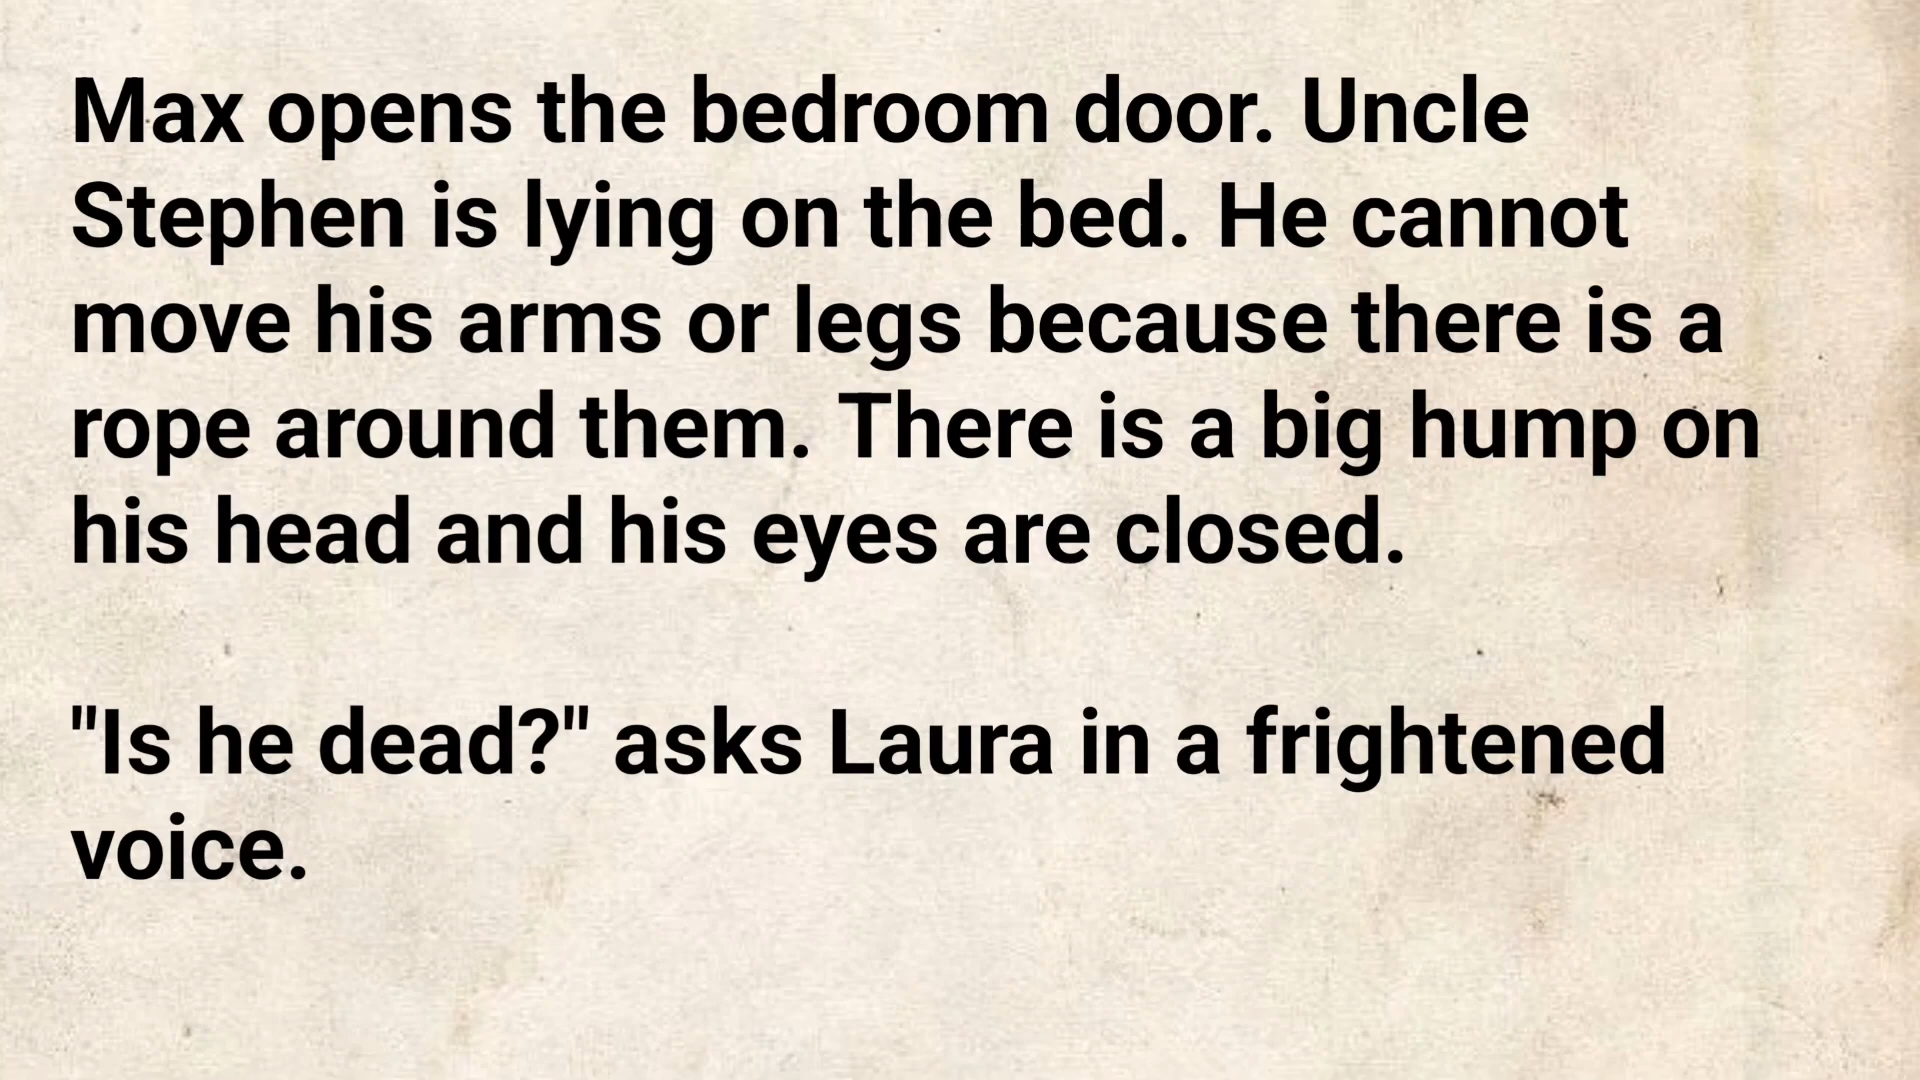 Max opens the bedroom door. Uncle
Stephen is lying on the bed. He cannot
move his arms or legs because there is a
rope around them. There is a big hump on
his head and his eyes are closed.
"Is he dead?" asks Laura in a frightened
voice.